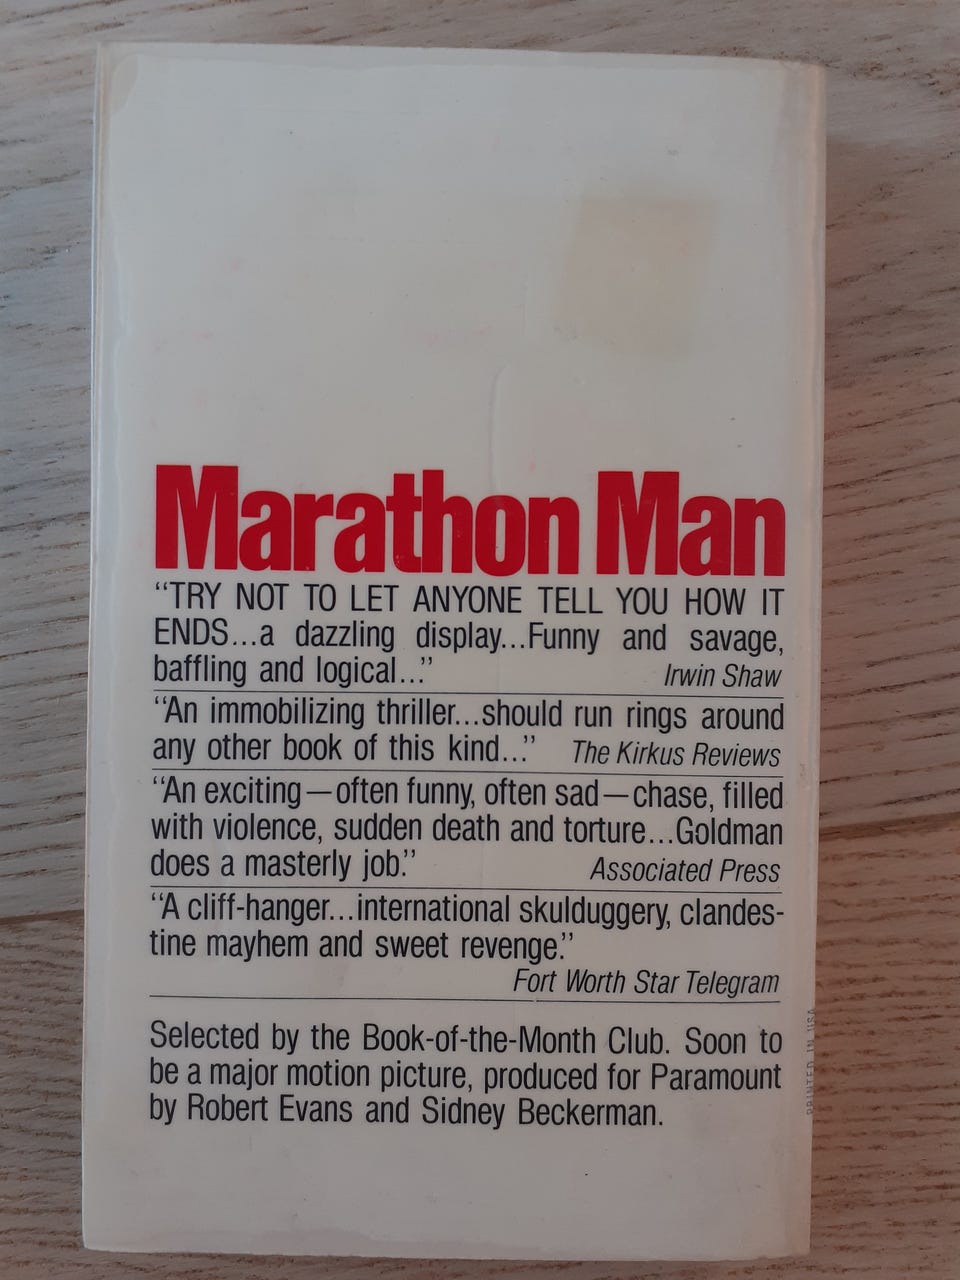 Marathon Man
“TRY NOT TO LET ANYONE TELL YOU HOW IT
ENDS...a dazzling display...Funny and savage,
baffling and logical...” Irwin Shaw
“An immobilizing thriller...should run rings around
any other book of this kind...” The Kirkus Reviews
“An exciting—often funny, often sad—chase, filled
with violence, sudden death and torture...Goldman
does a masterly job.” Associated Press
“A cliff-hanger...international skulduggery, clandes-
tine mayhem and sweet revenge.”
Fort Worth Star Telegram
Selected by the Book-of-the-Month Club. Soon to
be a major motion picture, produced for Paramount
by Robert Evans and Sidney Beckerman.
PRINTED IN USA